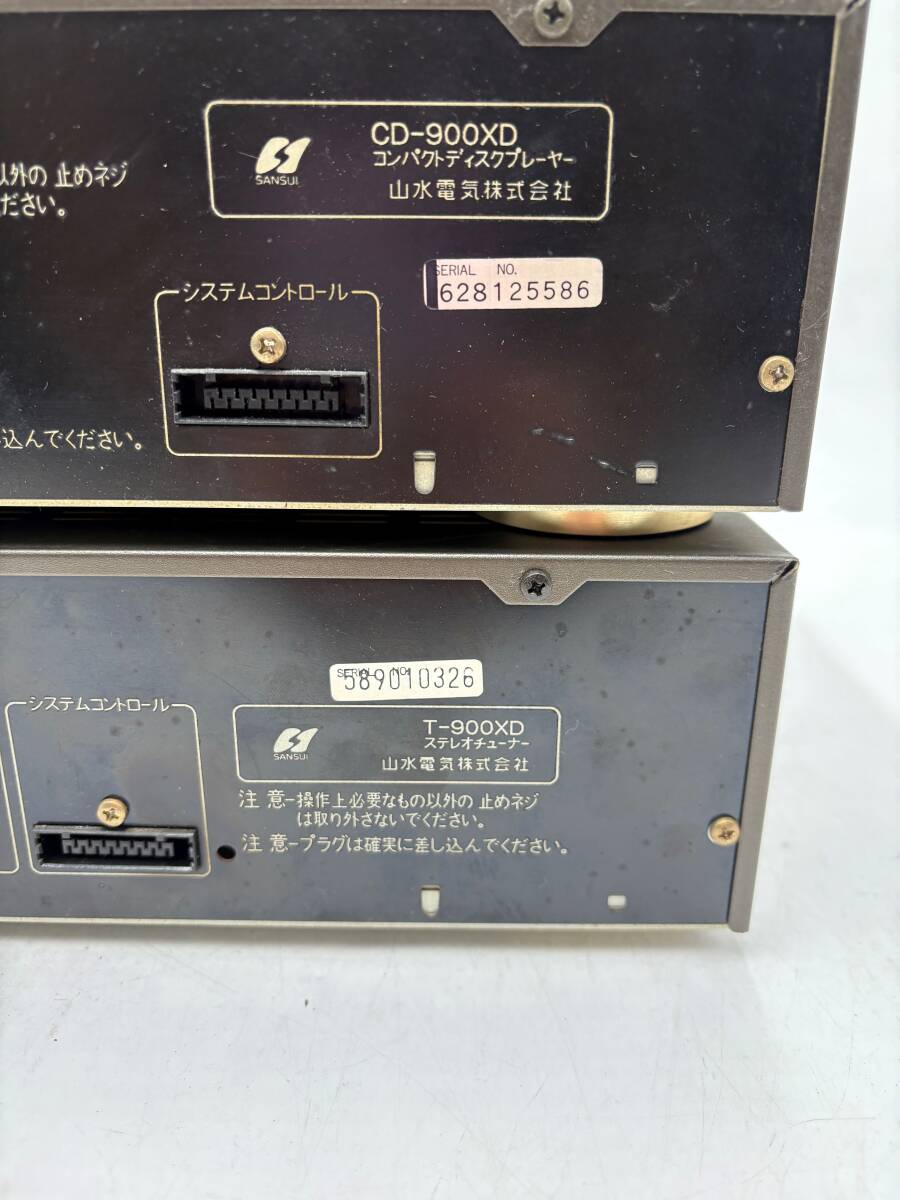 CD-900XD
コンパクトディスクプレーヤー
SANSUI
山水電気株式会社
以外の 止めネジ
ださい。
SERIAL NO.
628125586
システムコントロール
込んでください。
SERIAL NO.
589010326
システムコントロール
T-900XD
ステレオチューナー
SANSUI
山水電気株式会社
注 意-操作上必要なもの以外の 止めネジ
は取り外さないでください。
注 意-プラグは確実に差し込んでください。